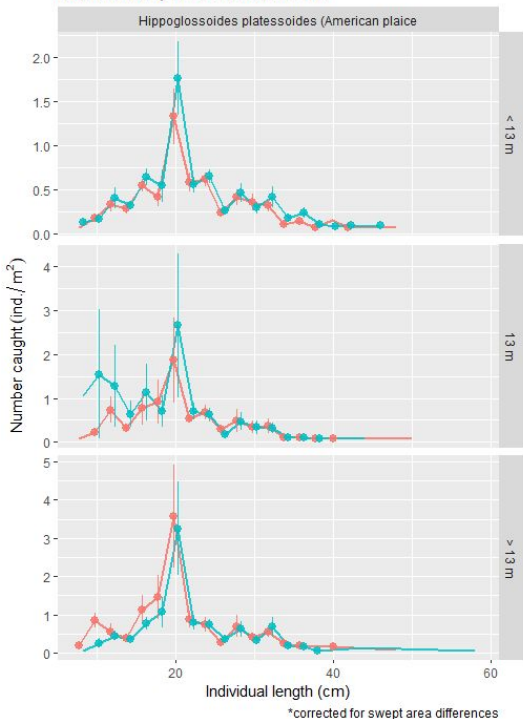 Hippoglossoides platessoides (American plaice
2.0
1.5
1.0
0.5
0.0
< 13 m
4
3
2
1
0
13 m
5
4
3
2
1
0
> 13 m
Number caught (ind./m²)
20
40
60
Individual length (cm)
*corrected for swept area differences